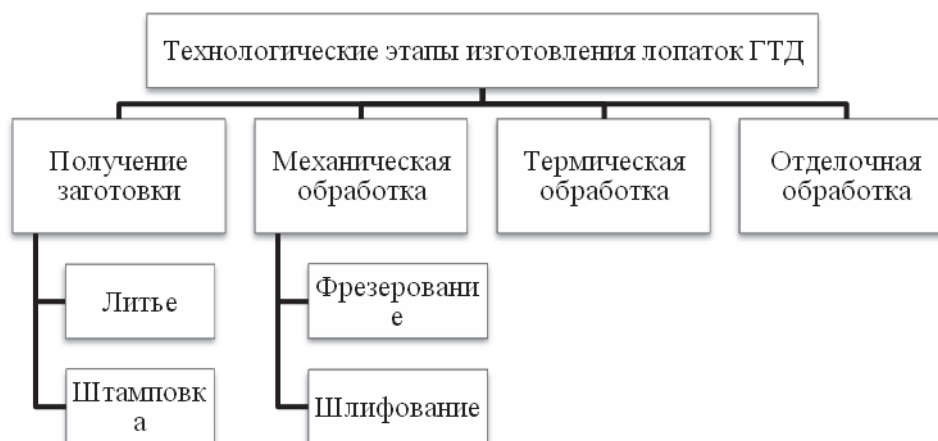 Технологические этапы изготовления лопаток ГТД
Получение
заготовки
Механическая
обработка
Термическая
обработка
Отделочная
обработка
Литье
Штамповк
а
Фрезеровани
е
Шлифование